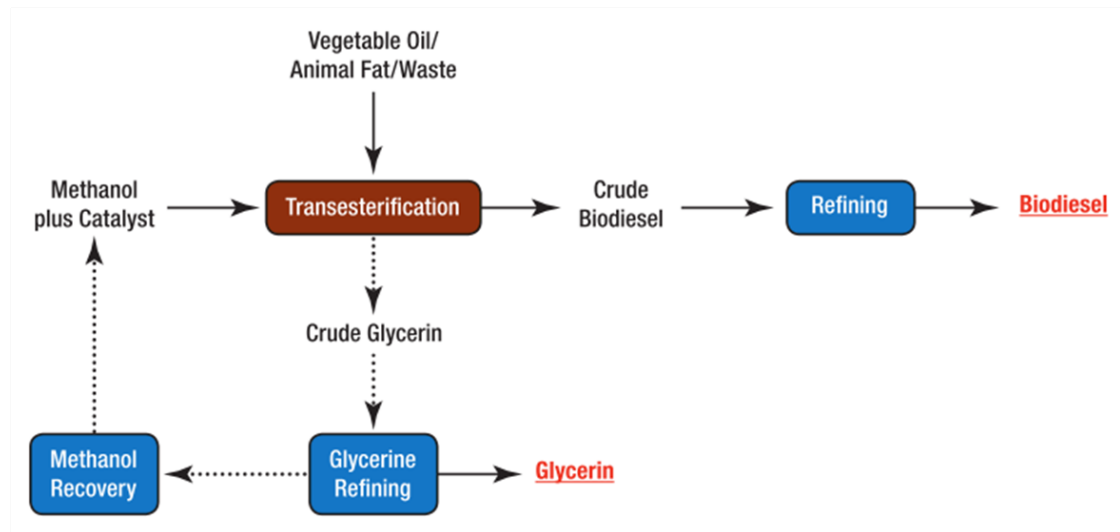 Vegetable Oil/
Animal Fat/Waste
Methanol
plus Catalyst
Transesterification
Crude
Biodiesel
Refining
Biodiesel
Crude Glycerin
Methanol
Recovery
Glycerine
Refining
Glycerin